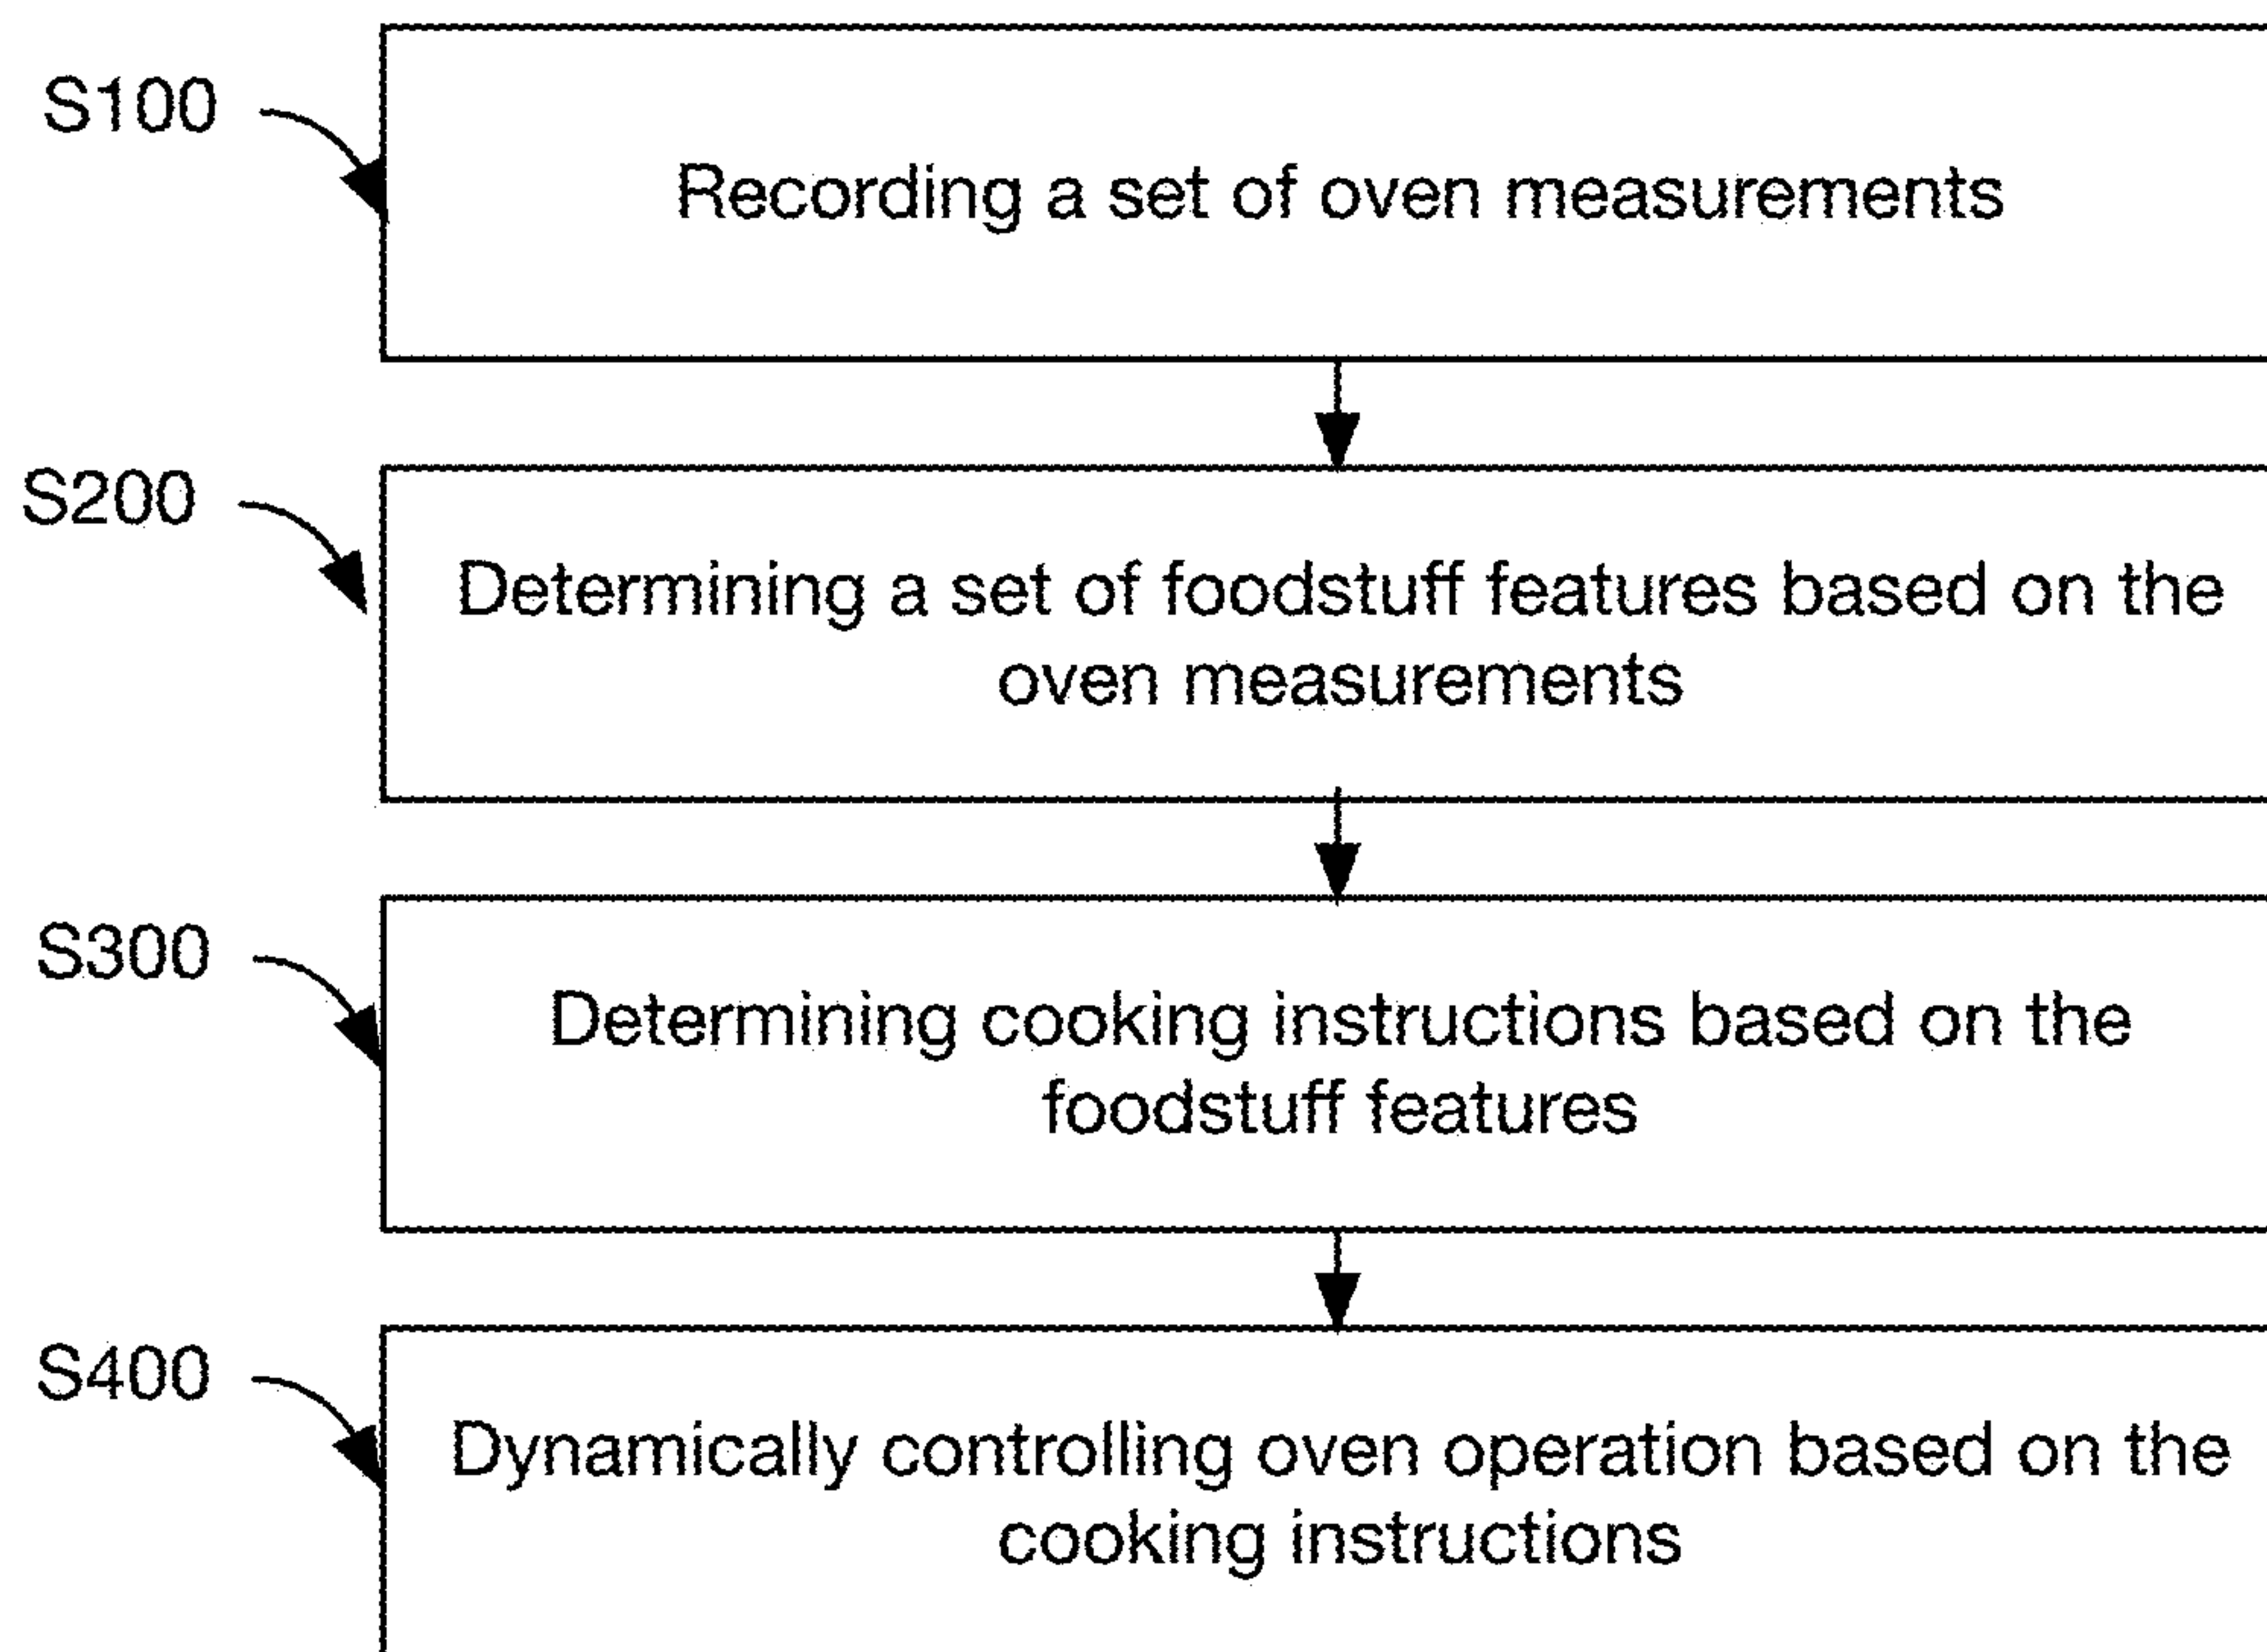 S100
Recording a set of oven measurements
S200
Determining a set of foodstuff features based on the
oven measurements
S300
Determining cooking instructions based on the
foodstuff features
S400
Dynamically controlling oven operation based on the
cooking instructions